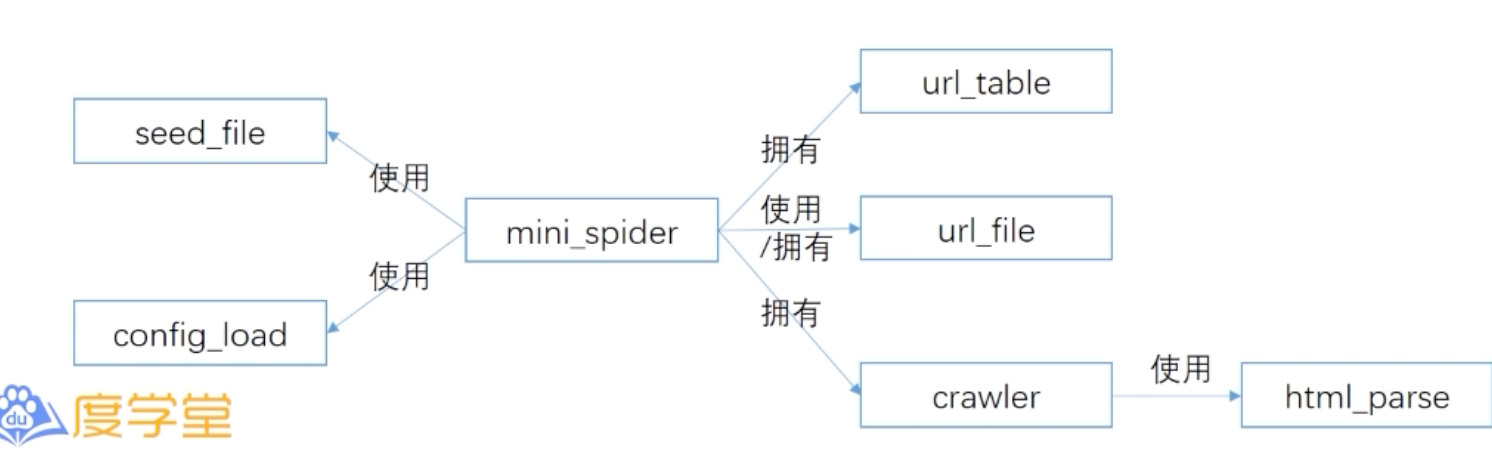 url_table
seed_file
拥有
使用
使用
/拥有
mini_spider
url_file
使用
拥有
config_load
使用
crawler
html_parse
du 度学堂